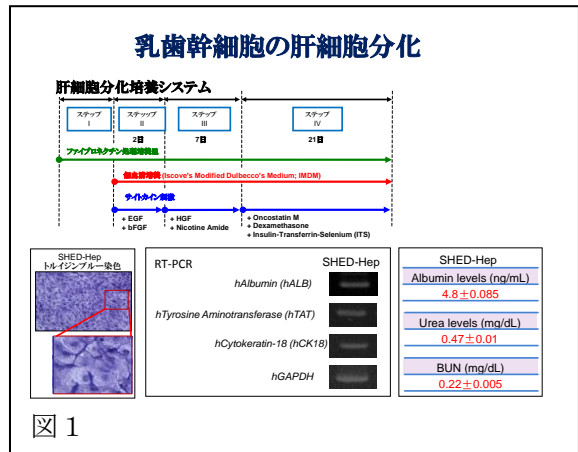 乳歯幹細胞の肝細胞分化
肝細胞分化培養システム
ステップ
I
ステップ
II
ステップ
III
ステップ
IV
2日
7日
21日
ファイブロネクチン処理培養皿
無血清培養 (Iscove's Modified Dulbecco's Medium; IMDM)
サイトカイン刺激
+ EGF
+ bFGF
+ HGF
+ Nicotine Amide
+ Oncostatin M
+ Dexamethasone
+ Insulin-Transferrin-Selenium (ITS)
SHED-Hep
トルイジンブルー染色
RT-PCR
SHED-Hep
hAlbumin (hALB)
hTyrosine Aminotransferase (hTAT)
hCytokeratin-18 (hCK18)
hGAPDH
SHED-Hep
Albumin levels (ng/mL)
4.8±0.085
Urea levels (mg/dL)
0.47±0.01
BUN (mg/dL)
0.22±0.005
図１